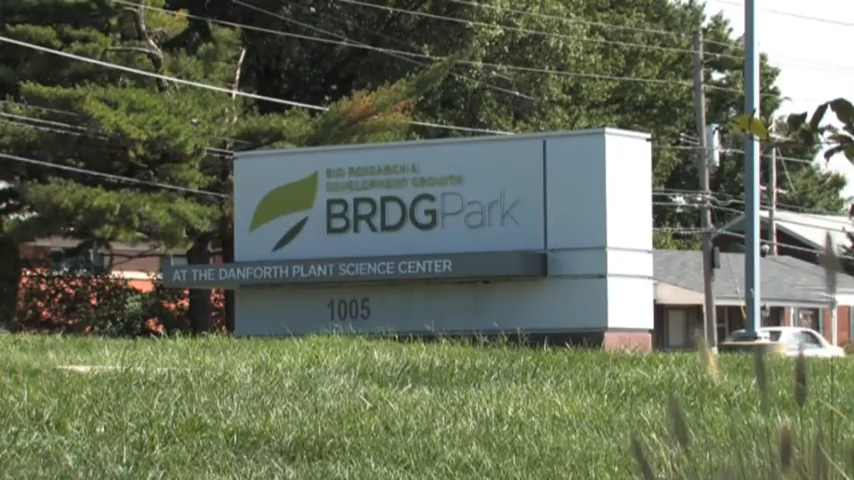 BIO RESEARCH &
DEVELOPMENT GROWTH
BRDGPark
AT THE DANFORTH PLANT SCIENCE CENTER
1005